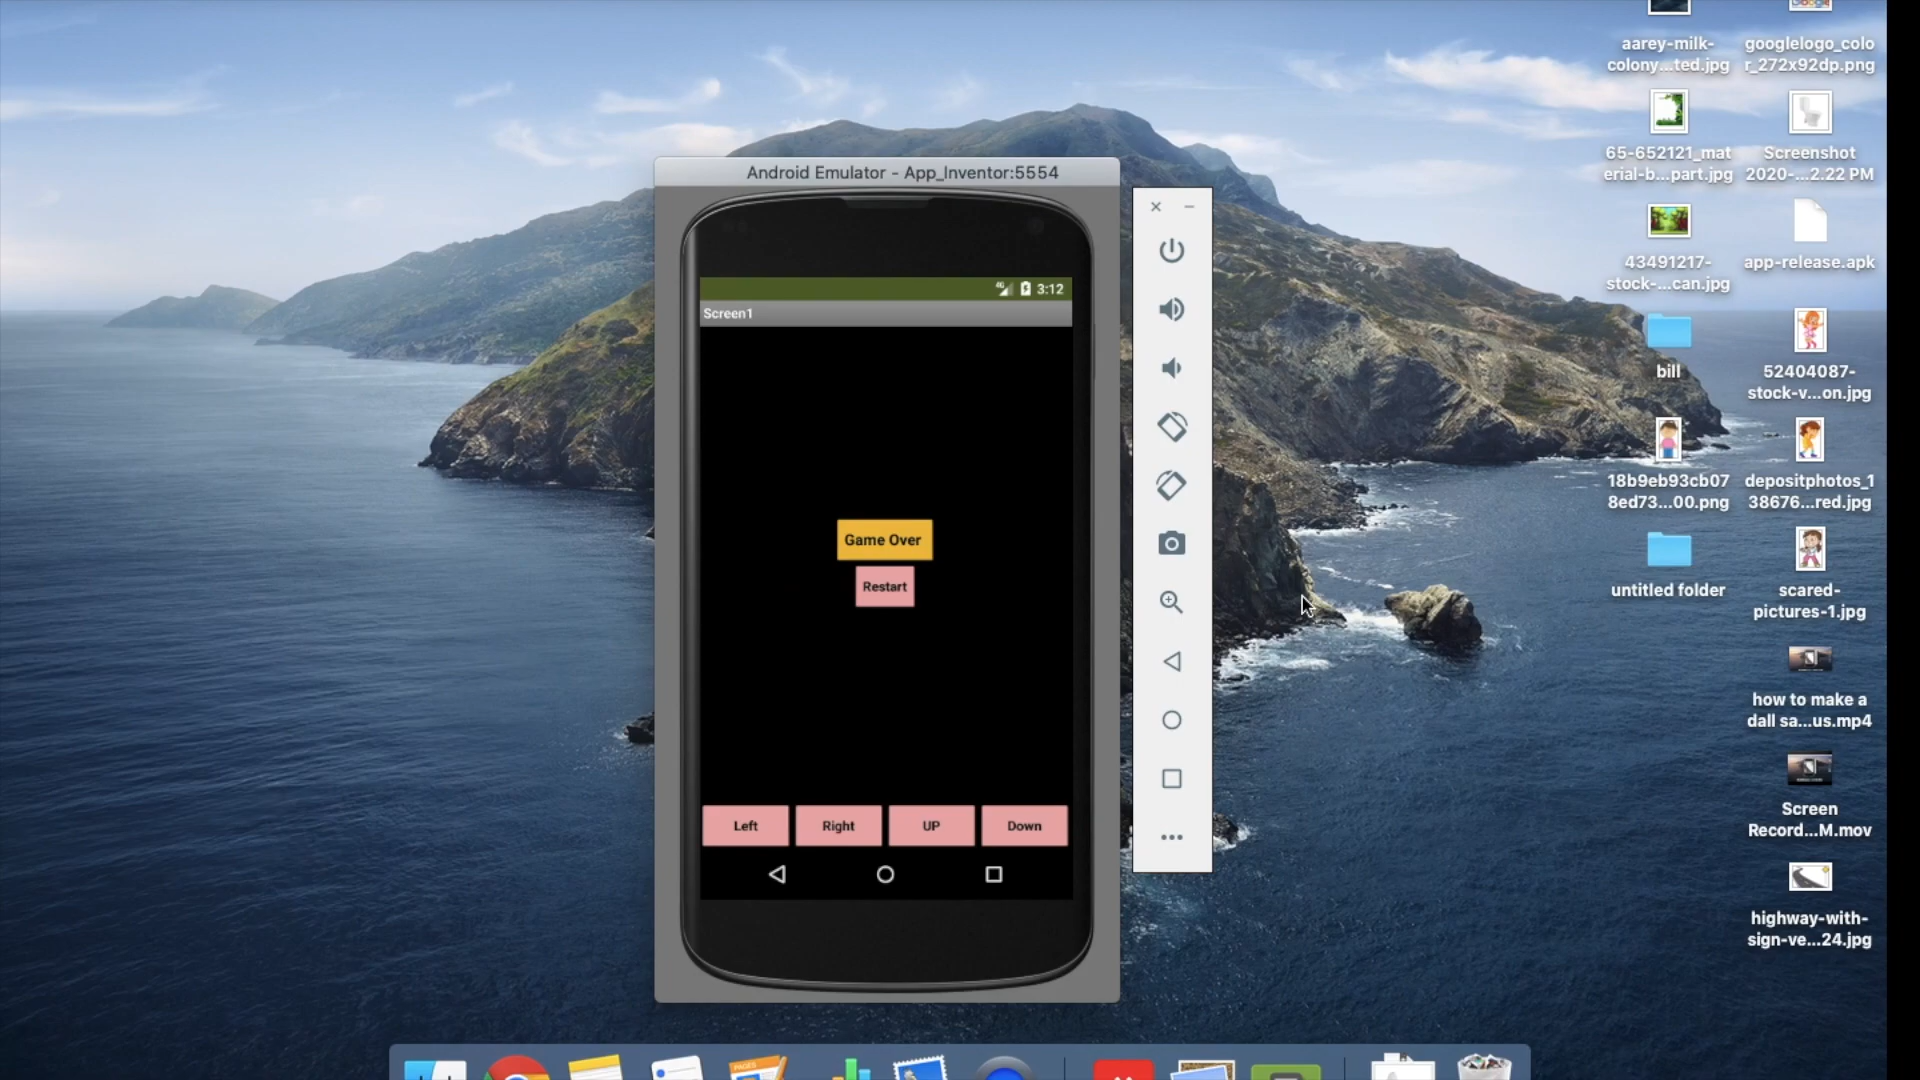 aarey-milk-
colony...ted.jpg
googlelogo_colo
r_272x92dp.png
65-652121_mat
erial-b...part.jpg
Screenshot
2020-...2.22 PM
43491217-
stock-...can.jpg
app-release.apk
bill
52404087-
stock-v...on.jpg
18b9eb93cb07
8ed73...00.png
depositphotos_1
38676...red.jpg
untitled folder
scared-
pictures-1.jpg
how to make a
dall sa...us.mp4
Screen
Record...M.mov
highway-with-
sign-ve...24.jpg
Android Emulator - App_Inventor:5554
4G 3:12
Screen1
Game Over
Restart
Left Right UP Down
PAGES